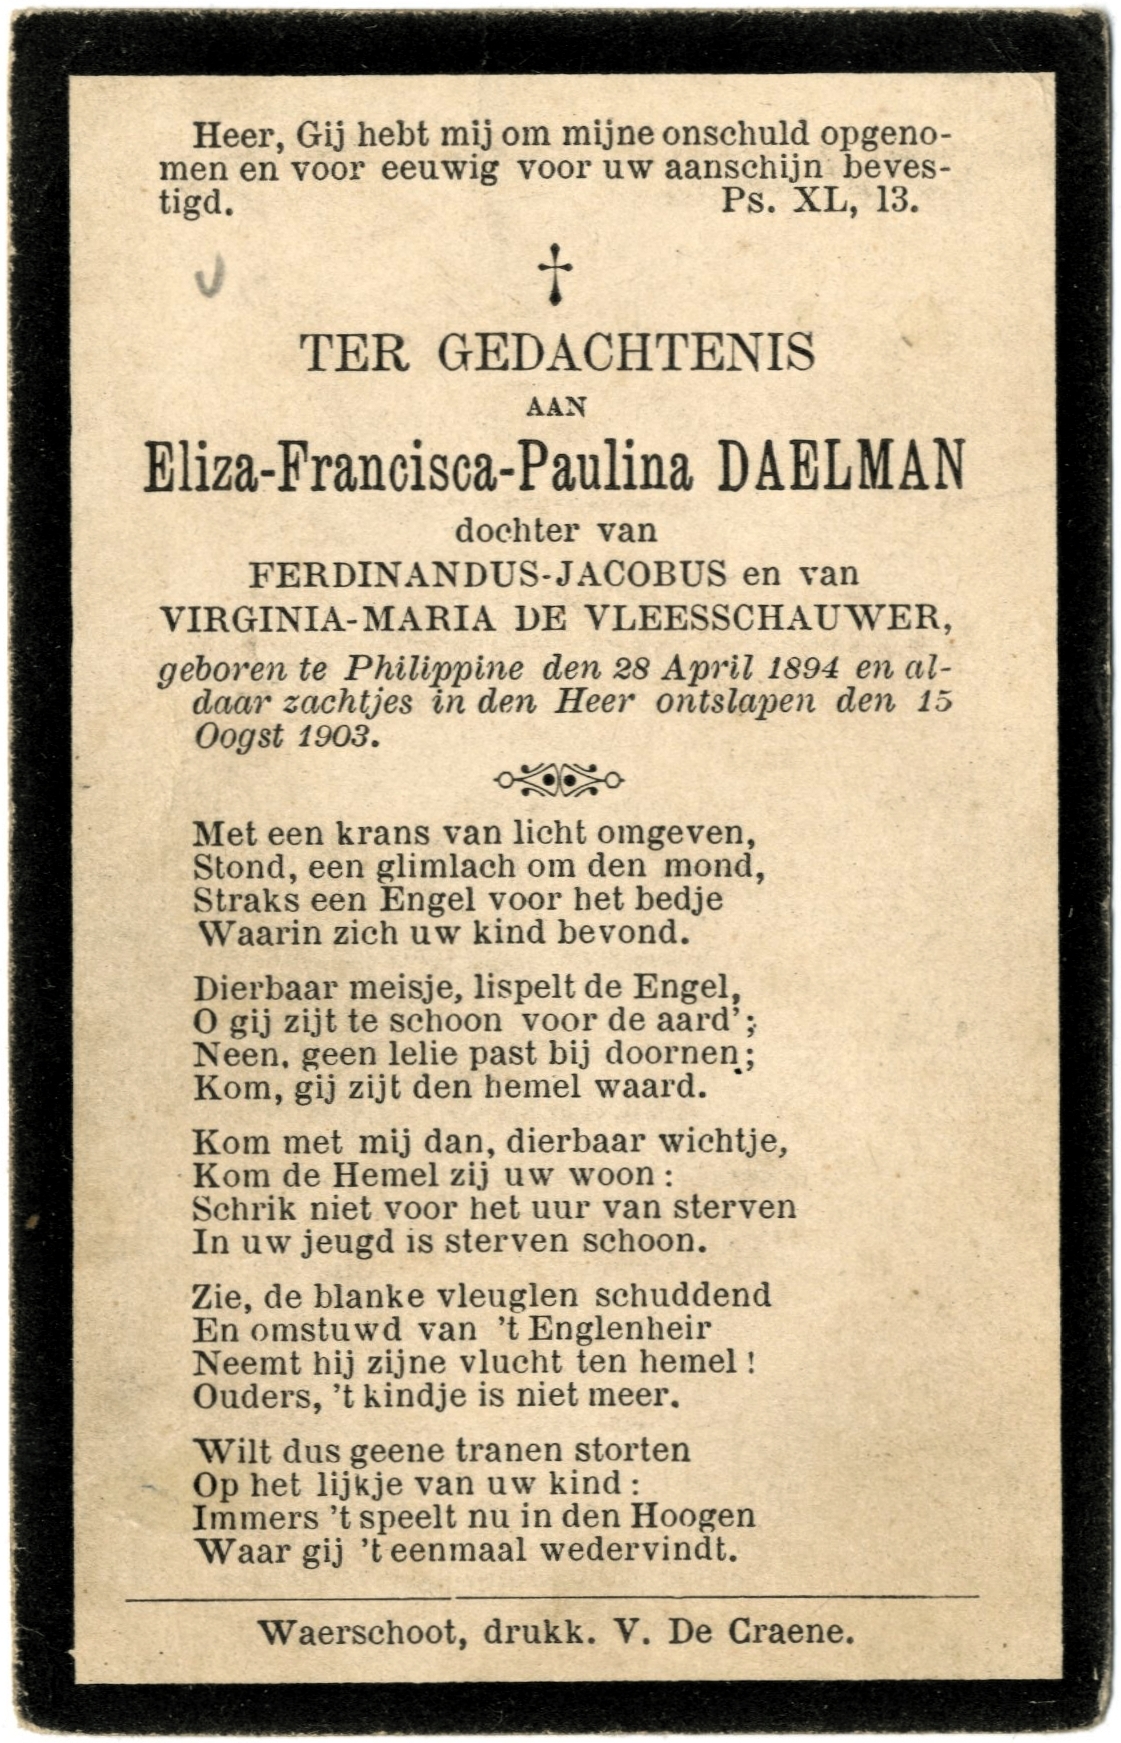 Heer, Gij hebt mij om mijne onschuld opgeno-
men en voor eeuwig voor uw aanschijn beves-
tigd. Ps. XL, 13.
TER GEDACHTENIS
AAN
Eliza-Francisca-Paulina DAELMAN
dochter van
FERDINANDUS-JACOBUS en van
VIRGINIA-MARIA DE VLEESSCHAUWER,
geboren te Philippine den 28 April 1894 en al-
daar zachtjes in den Heer ontslapen den 15
Oogst 1903.
Met een krans van licht omgeven,
Stond, een glimlach om den mond,
Straks een Engel voor het bedje
Waarin zich uw kind bevond.
Dierbaar meisje, lispelt de Engel,
O gij zijt te schoon voor de aard';
Neen, geen lelie past bij doornen;
Kom, gij zijt den hemel waard.
Kom met mij dan, dierbaar wichtje,
Kom de Hemel zij uw woon :
Schrik niet voor het uur van sterven
In uw jeugd is sterven schoon.
Zie, de blanke vleuglen schuddend
En omstuwd van 't Englenheir
Neemt hij zijne vlucht ten hemel !
Ouders, 't kindje is niet meer.
Wilt dus geene tranen storten
Op het lijkje van uw kind :
Immers 't speelt nu in den Hoogen
Waar gij 't eenmaal wedervindt.
Waerschoot, drukk. V. De Craene.